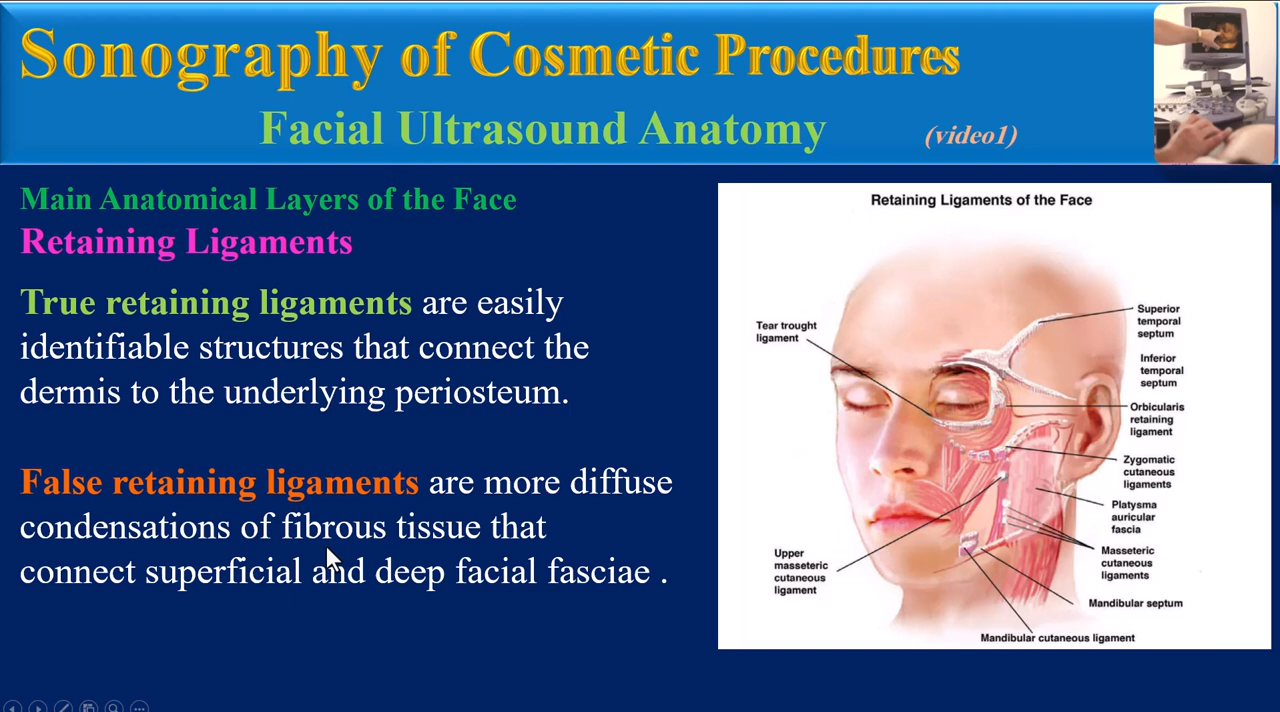 Sonography of Cosmetic Procedures
Facial Ultrasound Anatomy (video1)
Main Anatomical Layers of the Face
Retaining Ligaments
True retaining ligaments are easily
identifiable structures that connect the
dermis to the underlying periosteum.
False retaining ligaments are more diffuse
condensations of fibrous tissue that
connect superficial and deep facial fasciae .
Retaining Ligaments of the Face
Tear trought
ligament
Superior
temporal
septum
Inferior
temporal
septum
Orbicularis
retaining
ligament
Zygomatic
cutaneous
ligaments
Platysma
auricular
fascia
Masseteric
cutaneous
ligaments
Upper
masseteric
cutaneous
ligament
Mandibular septum
Mandibular cutaneous ligament